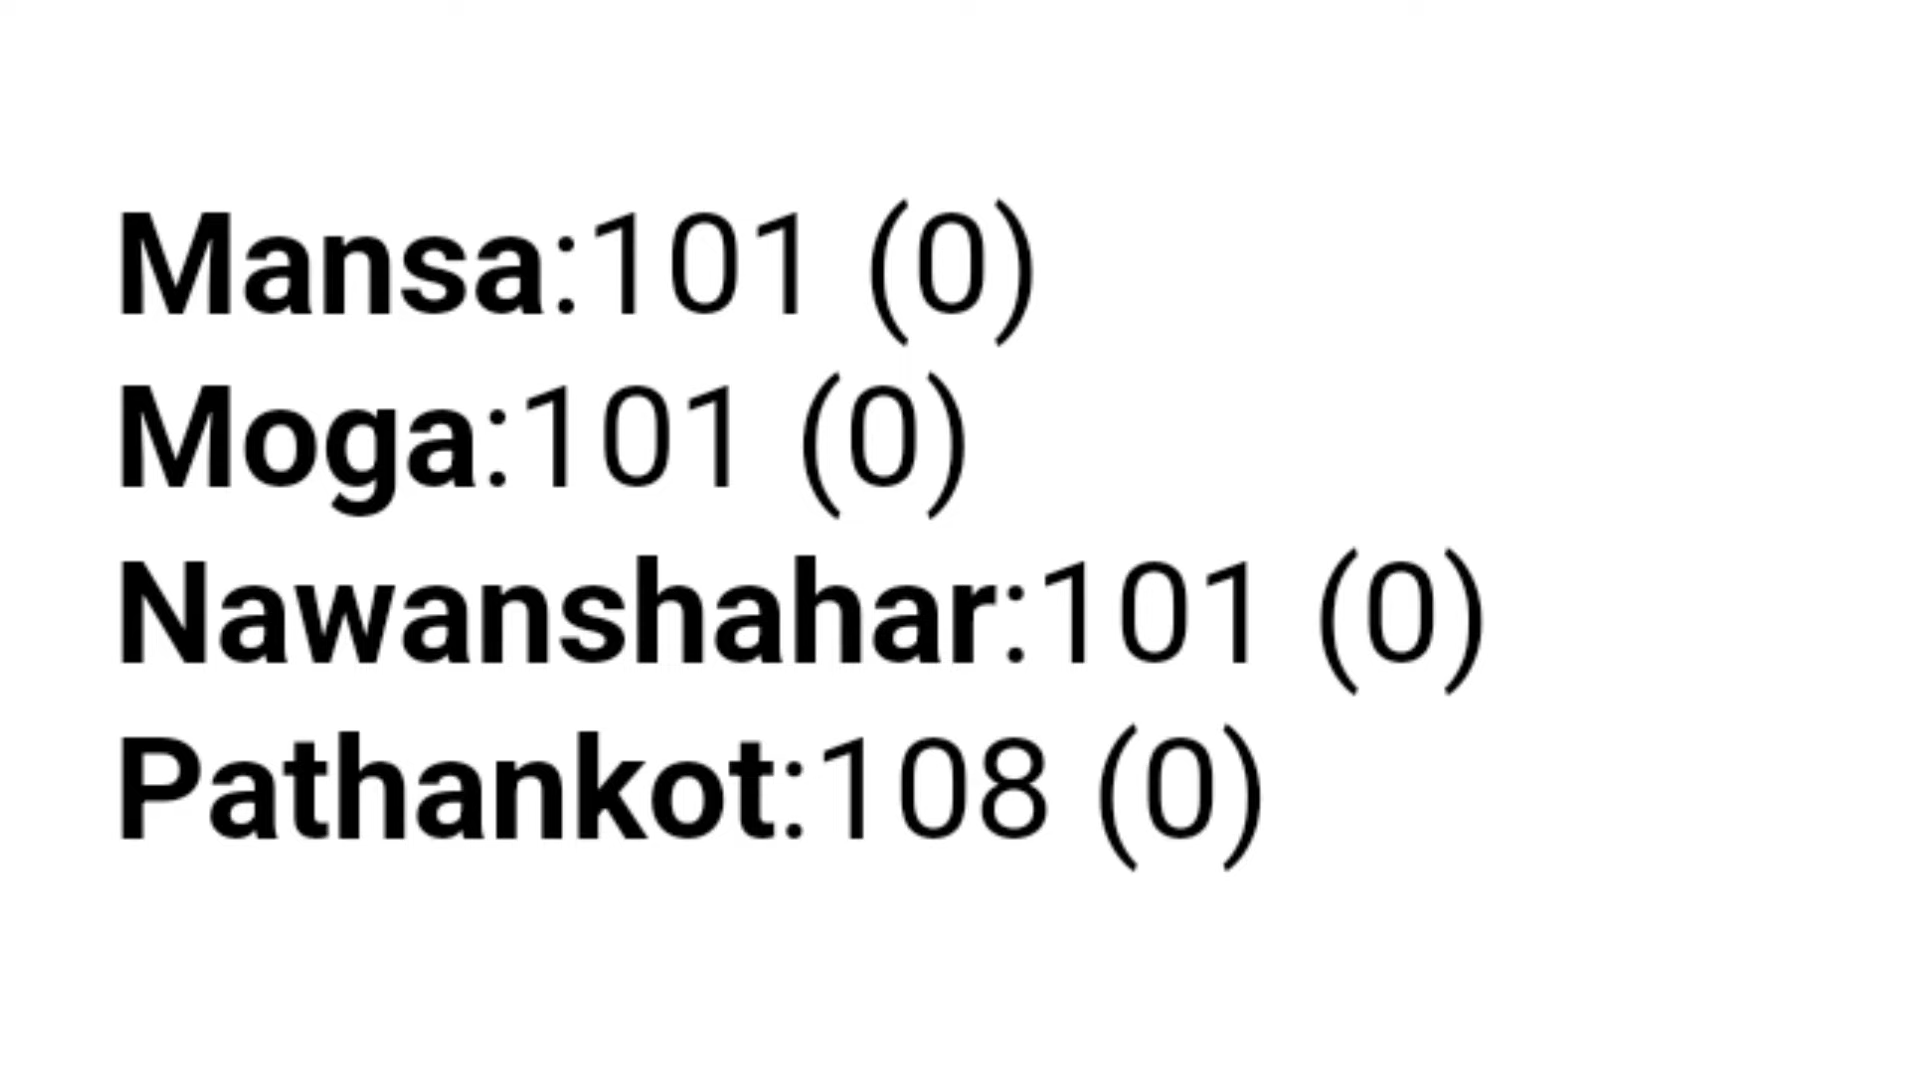 Mansa:101 (0)
Moga:101 (0)
Nawanshahar:101 (0)
Pathankot:108 (0)